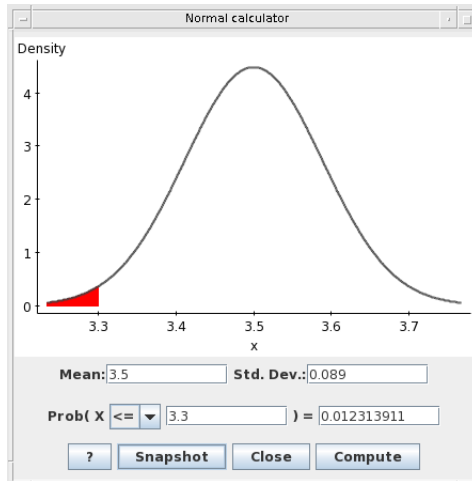 Normal calculator
Density
4
3
2
1
0
3.3 3.4 3.5 3.6 3.7
x
Mean: 3.5 Std. Dev.: 0.089
Prob( X <= 3.3 ) = 0.012313911
? Snapshot Close Compute